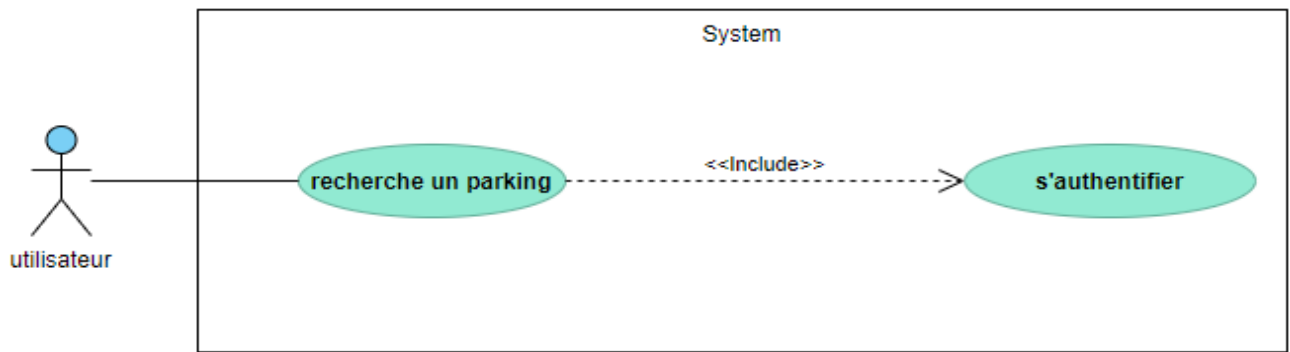 System
<<Include>>
recherche un parking
s'authentifier
utilisateur